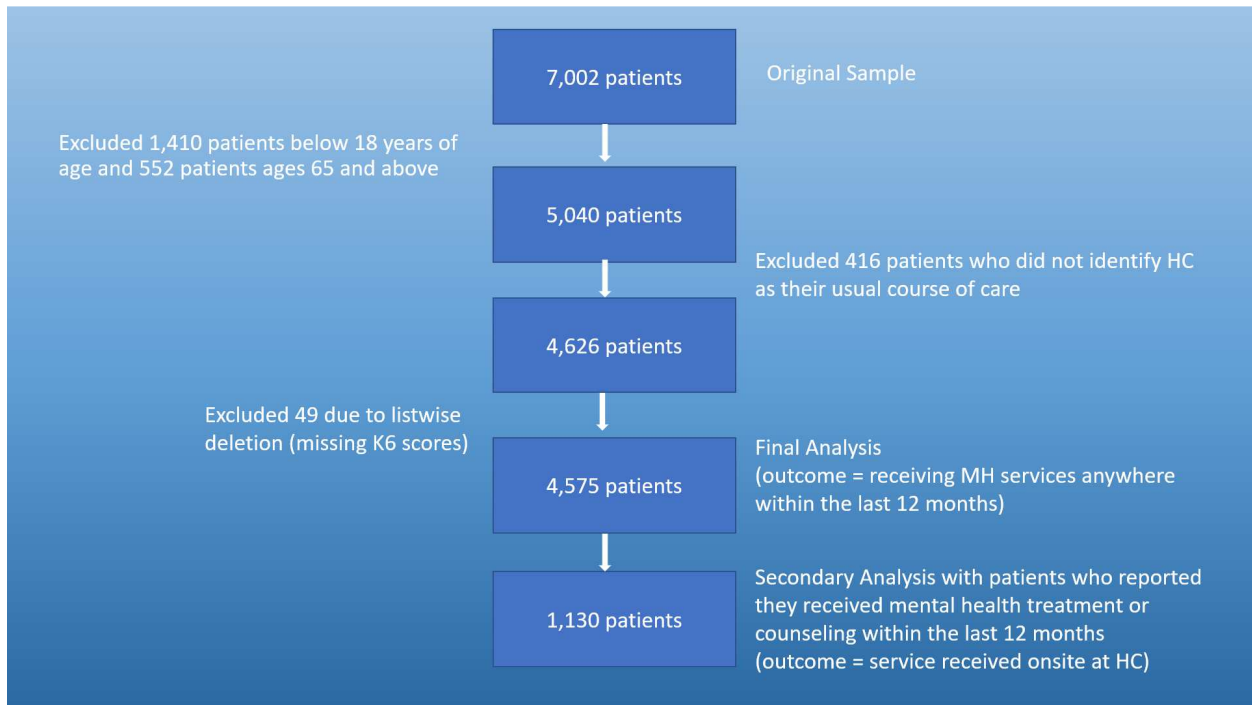 7,002 patients
Original Sample
Excluded 1,410 patients below 18 years of
age and 552 patients ages 65 and above
5,040 patients
Excluded 416 patients who did not identify HC
as their usual course of care
4,626 patients
Excluded 49 due to listwise
deletion (missing K6 scores)
4,575 patients
Final Analysis
(outcome = receiving MH services anywhere
within the last 12 months)
1,130 patients
Secondary Analysis with patients who reported
they received mental health treatment or
counseling within the last 12 months
(outcome = service received onsite at HC)